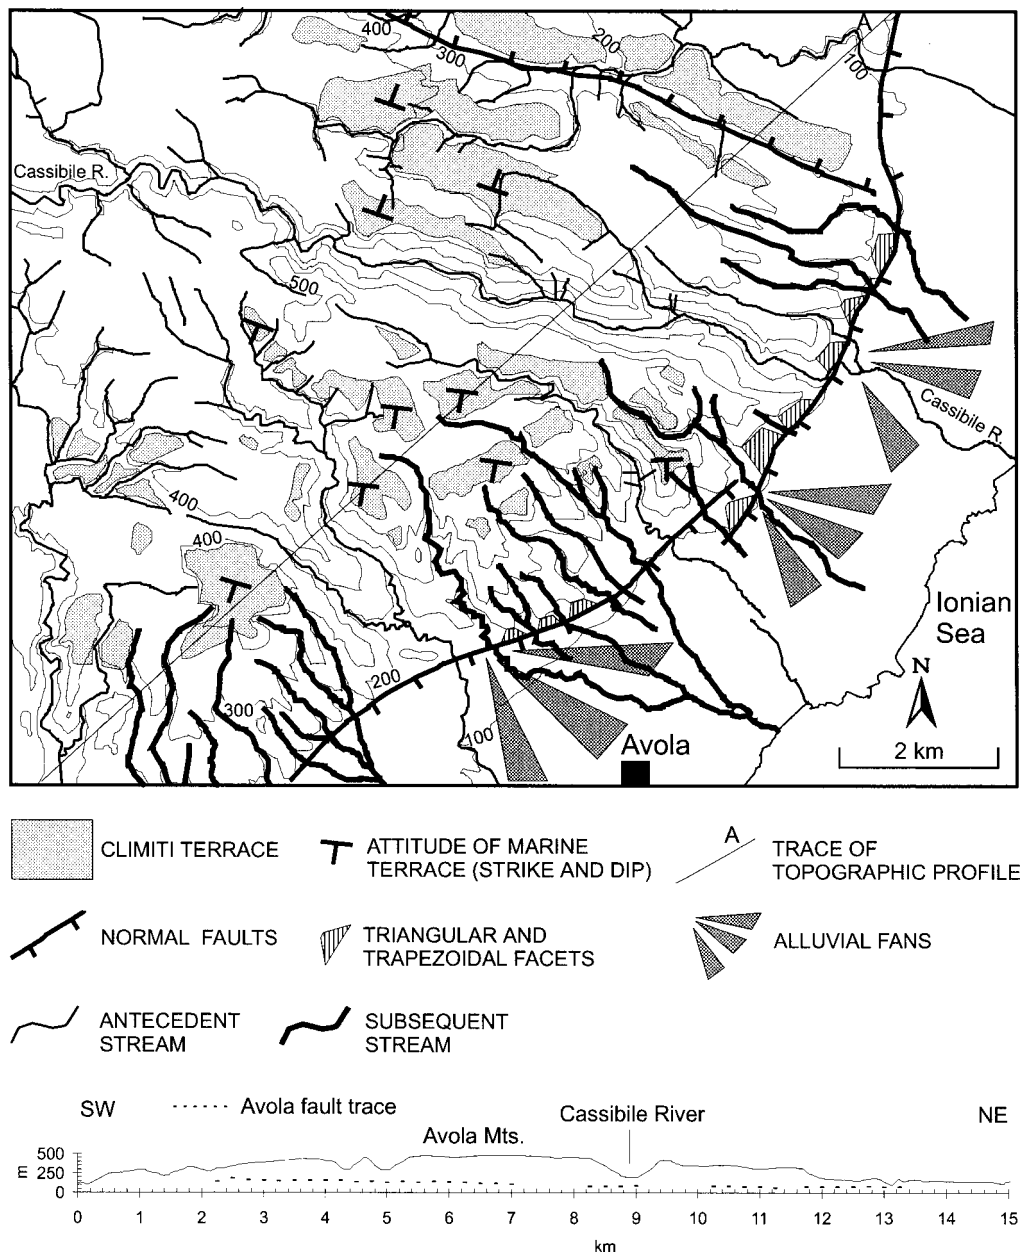 A
400
300
200
100
Cassibile R.
500
Cassibile R.
400
400
Ionian
Sea
N
200
300
100
Avola
2 km
CLIMITI TERRACE
ATTITUDE OF MARINE
TERRACE (STRIKE AND DIP)
A
TRACE OF
TOPOGRAPHIC PROFILE
NORMAL FAULTS
TRIANGULAR AND
TRAPEZOIDAL FACETS
ALLUVIAL FANS
ANTECEDENT
STREAM
SUBSEQUENT
STREAM
SW
Avola fault trace
Cassibile River
NE
Avola Mts.
m
500
250
0
0 1 2 3 4 5 6 7 8 9 10 11 12 13 14 15
km